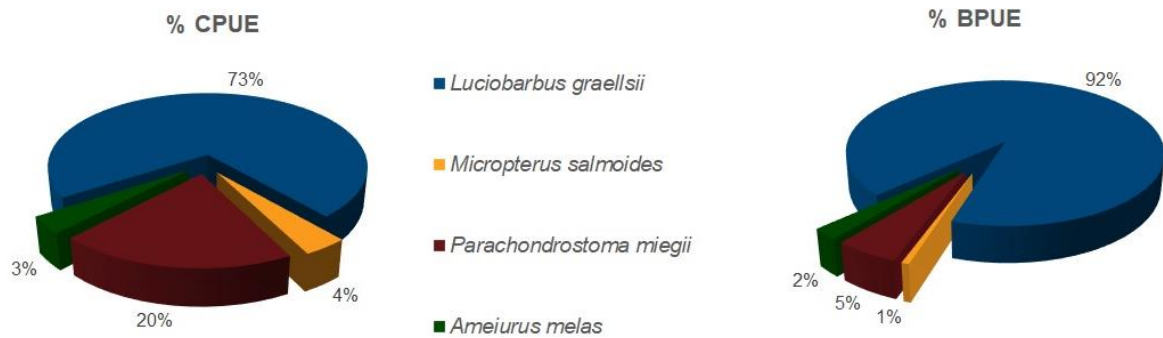 % CPUE
73%
3%
20%
4%
Luciobarbus graellsii
Micropterus salmoides
Parachondrostoma miegii
Ameiurus melas
% BPUE
92%
2%
5%
1%